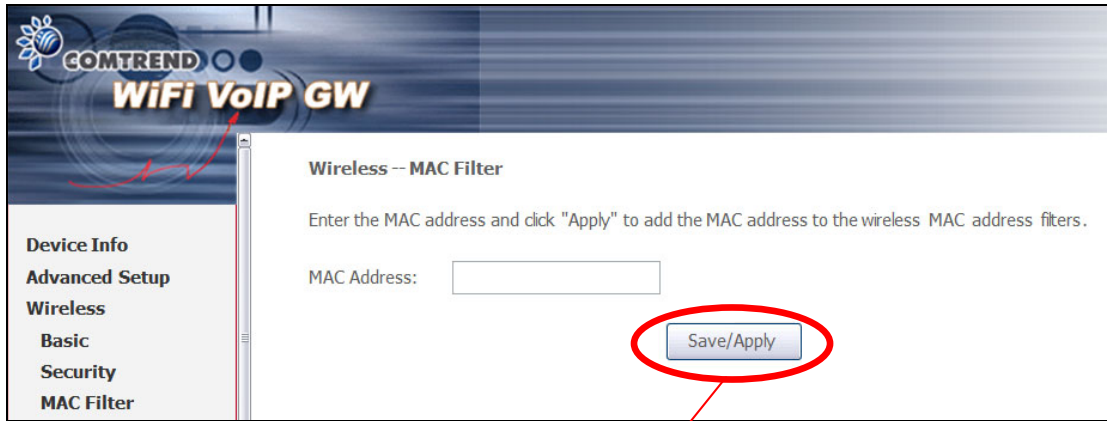 COMTREND
WiFi VoIP GW
Device Info
Advanced Setup
Wireless
Basic
Security
MAC Filter
Wireless -- MAC Filter
Enter the MAC address and click "Apply" to add the MAC address to the wireless MAC address filters.
MAC Address:
Save/Apply